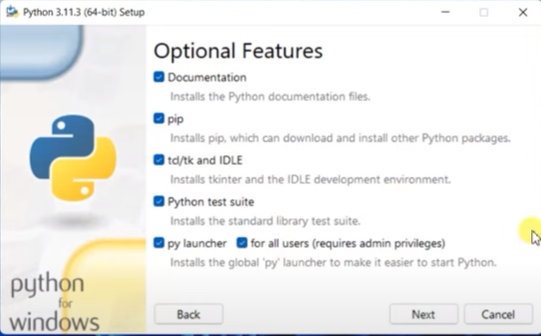 Python 3.11.3 (64-bit) Setup
Optional Features
Documentation
Installs the Python documentation files.
pip
Installs pip, which can download and install other Python packages.
tcl/tk and IDLE
Installs tkinter and the IDLE development environment.
Python test suite
Installs the standard library test suite.
py launcher for all users (requires admin privileges)
Installs the global 'py' launcher to make it easier to start Python.
python
for
windows
Back Next Cancel